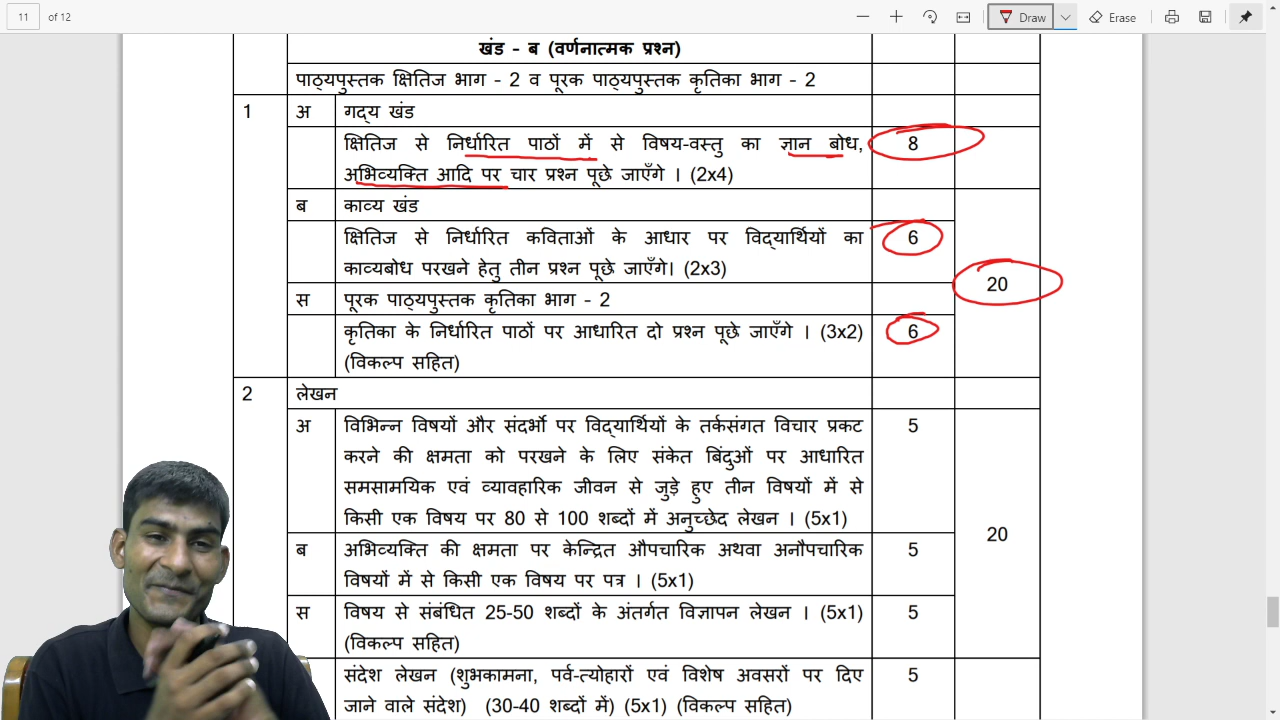 11 of 12
Draw
Erase
खंड - ब (वर्णनात्मक प्रश्न)
पाठ्यपुस्तक क्षितिज भाग - 2 व पूरक पाठ्यपुस्तक कृतिका भाग - 2
1 अ गद्य खंड
क्षितिज से निर्धारित पाठों में से विषय-वस्तु का ज्ञान बोध, 8
अभिव्यक्ति आदि पर चार प्रश्न पूछे जाएँगे । (2x4)
ब काव्य खंड
क्षितिज से निर्धारित कविताओं के आधार पर विद्यार्थियों का 6
काव्यबोध परखने हेतु तीन प्रश्न पूछे जाएँगे। (2x3)
20
स पूरक पाठ्यपुस्तक कृतिका भाग - 2
कृतिका के निर्धारित पाठों पर आधारित दो प्रश्न पूछे जाएँगे । (3x2) 6
(विकल्प सहित)
2 लेखन
अ विभिन्न विषयों और संदर्भो पर विद्यार्थियों के तर्कसंगत विचार प्रकट 5
करने की क्षमता को परखने के लिए संकेत बिंदुओं पर आधारित
समसामयिक एवं व्यावहारिक जीवन से जुड़े हुए तीन विषयों में से
किसी एक विषय पर 80 से 100 शब्दों में अनुच्छेद लेखन । (5x1)
20
ब अभिव्यक्ति की क्षमता पर केन्द्रित औपचारिक अथवा अनौपचारिक 5
विषयों में से किसी एक विषय पर पत्र । (5x1)
स विषय से संबंधित 25-50 शब्दों के अंतर्गत विज्ञापन लेखन । (5x1) 5
(विकल्प सहित)
संदेश लेखन (शुभकामना, पर्व-त्योहारों एवं विशेष अवसरों पर दिए 5
जाने वाले संदेश) (30-40 शब्दों में) (5x1) (विकल्प सहित)